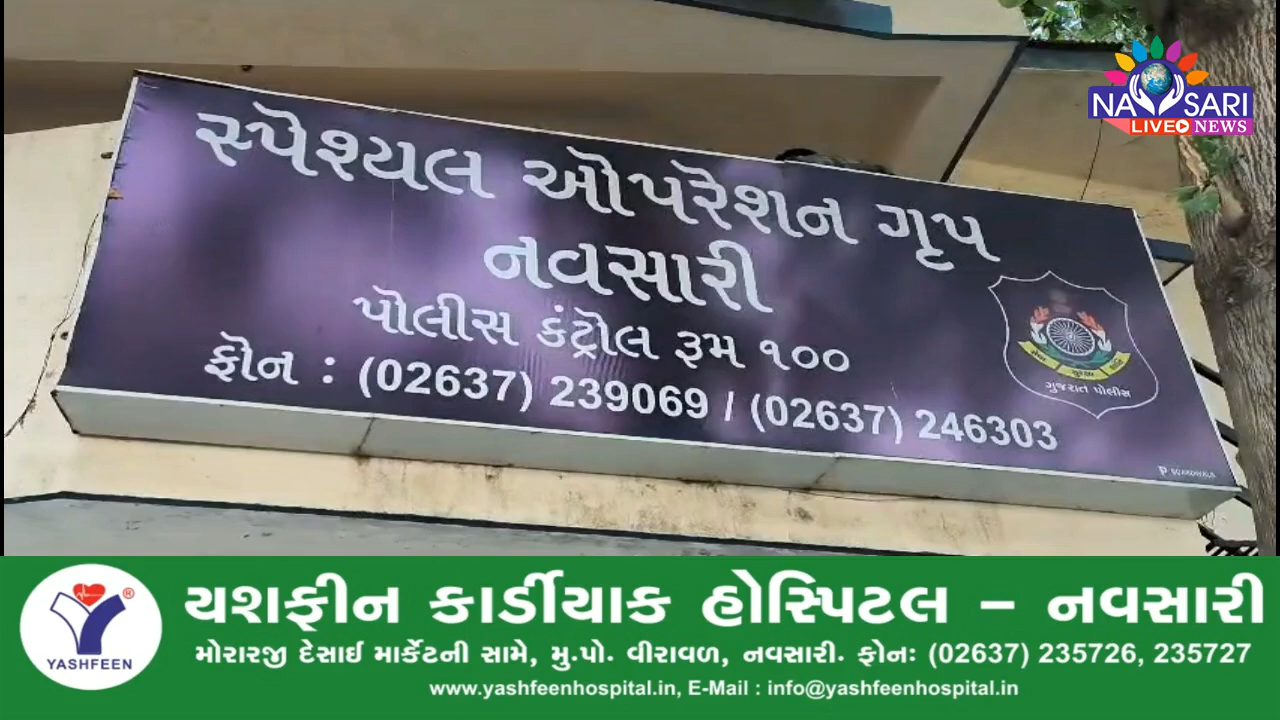 NAVSARI
LIVE NEWS
સ્પેશ્યલ ઓપરેશન ગૃપ
નવસારી
પોલીસ કંટ્રોલ રૂમ ૧૦૦
ફોન : (02637) 239069 / (02637) 246303
સેવા સુરક્ષા શાંતિ
ગુજરાત પોલીસ
યશફીન કાર્ડીયાક હોસ્પિટલ – નવસારી
મોરારજી દેસાઈ માર્કેટની સામે, મુ.પો. વીરાવળ, નવસારી. ફોનઃ (02637) 235726, 235727
www.yashfeenhospital.in, E-Mail : info@yashfeenhospital.in
YASHFEEN